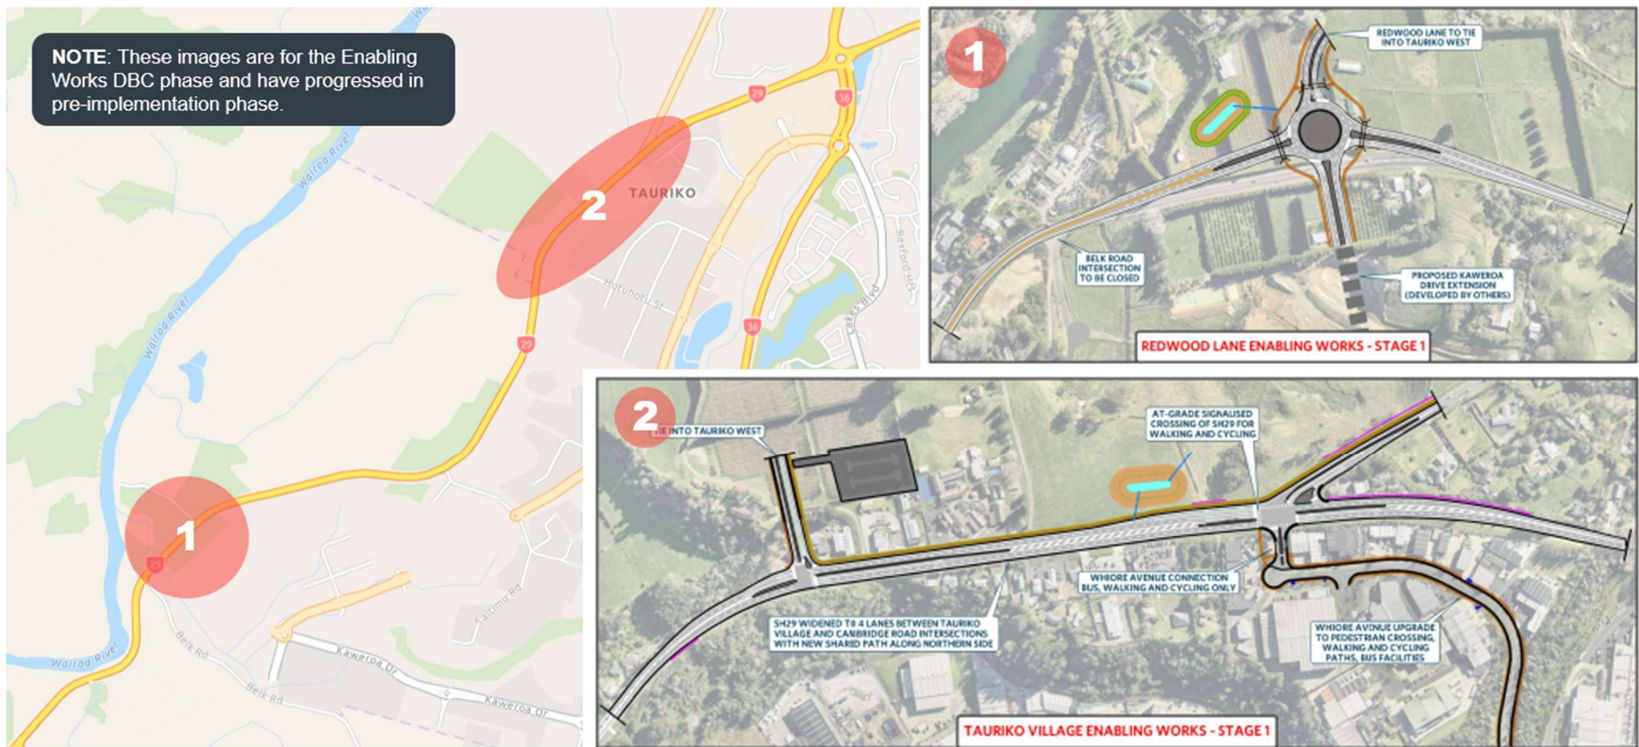 NOTE: These images are for the Enabling
Works DBC phase and have progressed in
pre-implementation phase.
Wairoa River
Wairoa River
Wairoa River
29
36
29
36
29
29
TAURIKO
2
Hotuhotu St
Lakes Blvd
Rexford Hts
Taltimu Rd
1
Belk Rd
Belk Rd
Kaweroa Dr
Kaweroa Dr
1
REDWOOD LANE TO TIE
INTO TAURIKO WEST
BELK ROAD
INTERSECTION
TO BE CLOSED
PROPOSED KAWEROA
DRIVE EXTENSION
(DEVELOPED BY OTHERS)
REDWOOD LANE ENABLING WORKS - STAGE 1
2
INTO TAURIKO WEST
AT-GRADE SIGNALISED
CROSSING OF SH29 FOR
WALKING AND CYCLING
WHIORE AVENUE CONNECTION
BUS, WALKING AND CYCLING ONLY
SH29 WIDENED TO 4 LANES BETWEEN TAURIKO
VILLAGE AND CAMBRIDGE ROAD INTERSECTIONS
WITH NEW SHARED PATH ALONG NORTHERN SIDE
WHIORE AVENUE UPGRADE
TO PEDESTRIAN CROSSING,
WALKING AND CYCLING
PATHS, BUS FACILITIES
TAURIKO VILLAGE ENABLING WORKS - STAGE 1